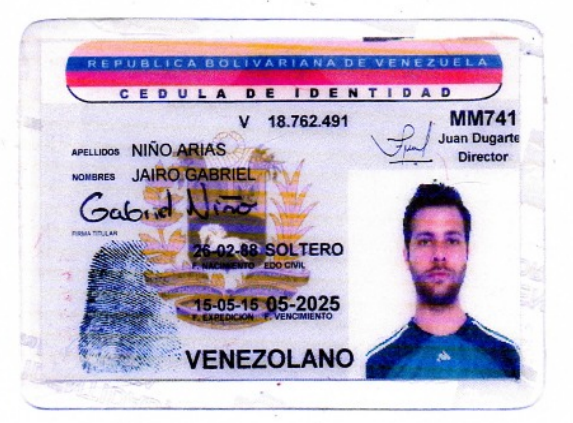 REPUBLICA BOLIVARIANA DE VENEZUELA
CEDULA DE IDENTIDAD
V 18.762.491 MM741
Juan Dugarte
Director
APELLIDOS NIÑO ARIAS
NOMBRES JAIRO GABRIEL
Gabriel Niño
FIRMA TITULAR
26-02-88 SOLTERO
F. NACIMIENTO EDO CIVIL
15-05-15 05-2025
F. EXPEDICION F. VENCIMIENTO
VENEZOLANO